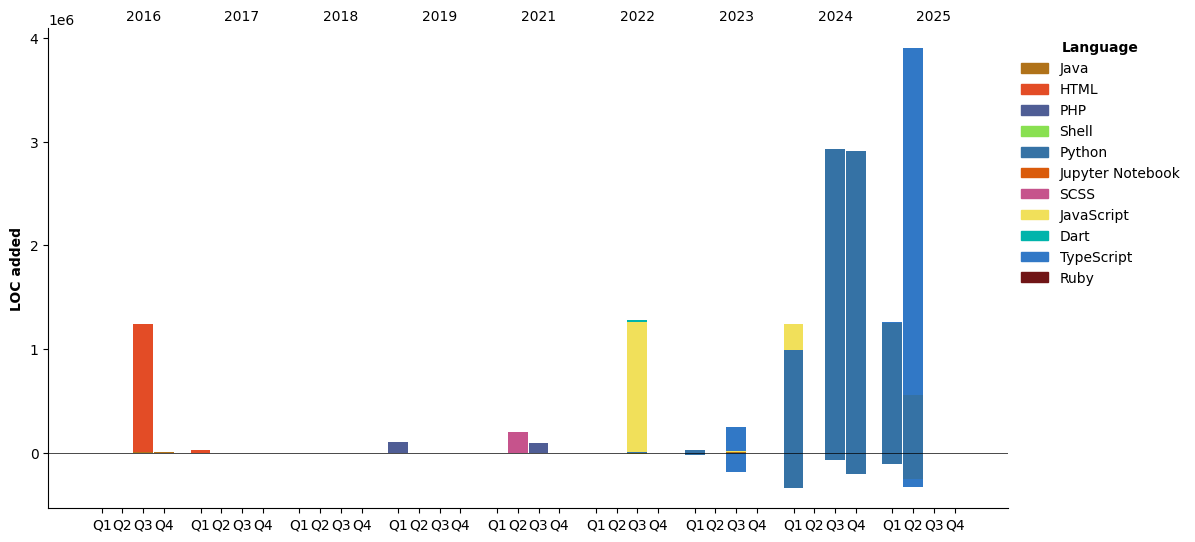 1e6
2016 2017 2018 2019 2021 2022 2023 2024 2025
4
3
2
1
0
LOC added
Q1 Q2 Q3 Q4 Q1 Q2 Q3 Q4 Q1 Q2 Q3 Q4 Q1 Q2 Q3 Q4 Q1 Q2 Q3 Q4 Q1 Q2 Q3 Q4 Q1 Q2 Q3 Q4 Q1 Q2 Q3 Q4 Q1 Q2 Q3 Q4
Language
Java
HTML
PHP
Shell
Python
Jupyter Notebook
SCSS
JavaScript
Dart
TypeScript
Ruby